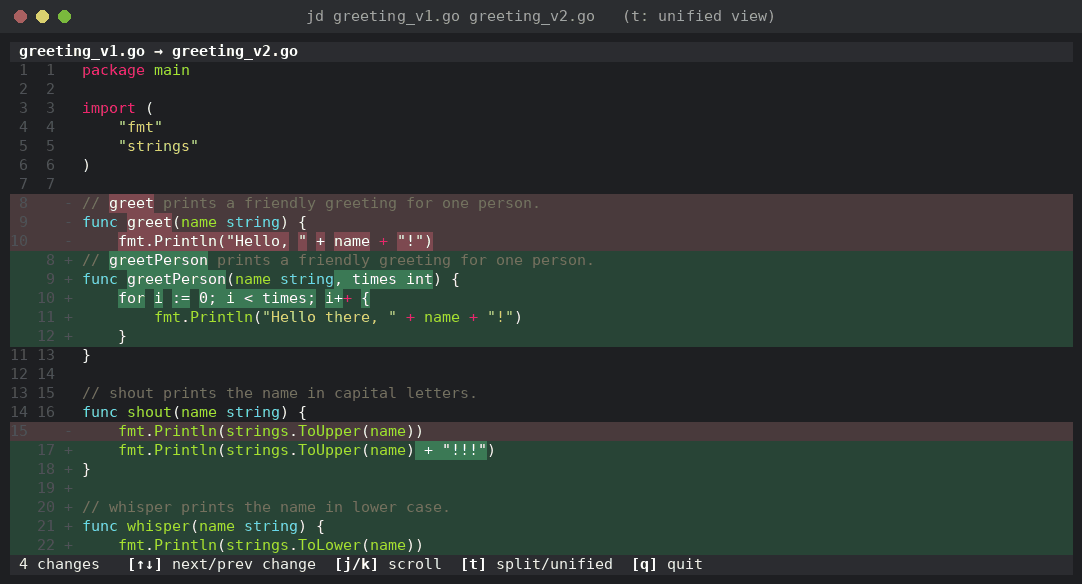 jd greeting_v1.go greeting_v2.go   (t: unified view)
greeting_v1.go → greeting_v2.go
 1  1   package main
 2  2
 3  3   import (
 4  4       "fmt"
 5  5       "strings"
 6  6   )
 7  7
 8    - // greet prints a friendly greeting for one person.
 9    - func greet(name string) {
10    -     fmt.Println("Hello, " + name + "!")
    8 + // greetPerson prints a friendly greeting for one person.
    9 + func greetPerson(name string, times int) {
   10 +     for i := 0; i < times; i++ {
   11 +         fmt.Println("Hello there, " + name + "!")
   12 +     }
11 13   }
12 14
13 15   // shout prints the name in capital letters.
14 16   func shout(name string) {
15    -     fmt.Println(strings.ToUpper(name))
   17 +     fmt.Println(strings.ToUpper(name) + "!!!")
   18 + }
   19 +
   20 + // whisper prints the name in lower case.
   21 + func whisper(name string) {
   22 +     fmt.Println(strings.ToLower(name))
4 changes   [↑↓] next/prev change  [j/k] scroll  [t] split/unified  [q] quit